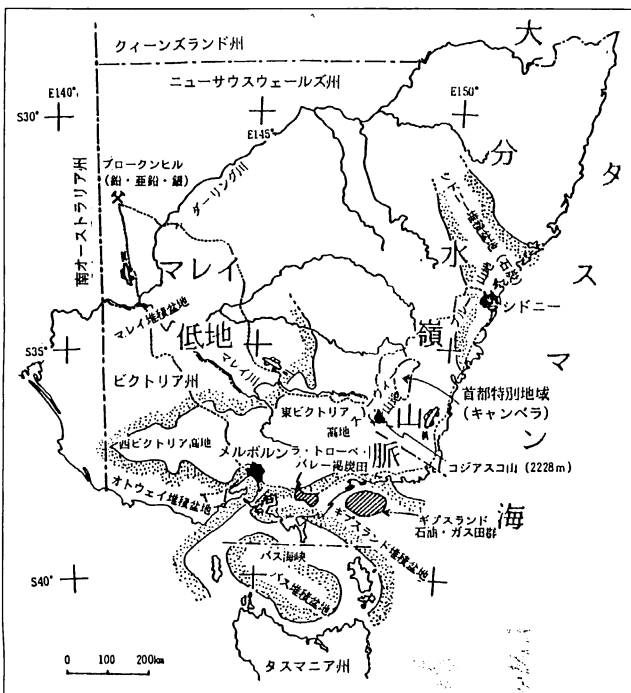 クィーンズランド州
ニューサウスウェールズ州
大分水嶺山脈
タスマン海
E140°
E145°
E150°
S30°
S35°
S40°
南オーストラリア州
ブロークンヒル
(鉛・亜鉛・銀)
ダーリング川
シドニー堆積盆地(石炭)
シドニー
マレイ
低地
マレイ堆積盆地
マレイ川
ビクトリア州
首都特別地域
(キャンベラ)
東ビクトリア
高地
西ビクトリア高地
コジアスコ山 (2228m)
メルボルン
ラ・トローベ・
バレー褐炭田
オトウェイ堆積盆地
ギプスランド堆積盆地
ギプスランド
石油・ガス田群
バス海峡
バス堆積盆地
タスマニア州
0 100 200km